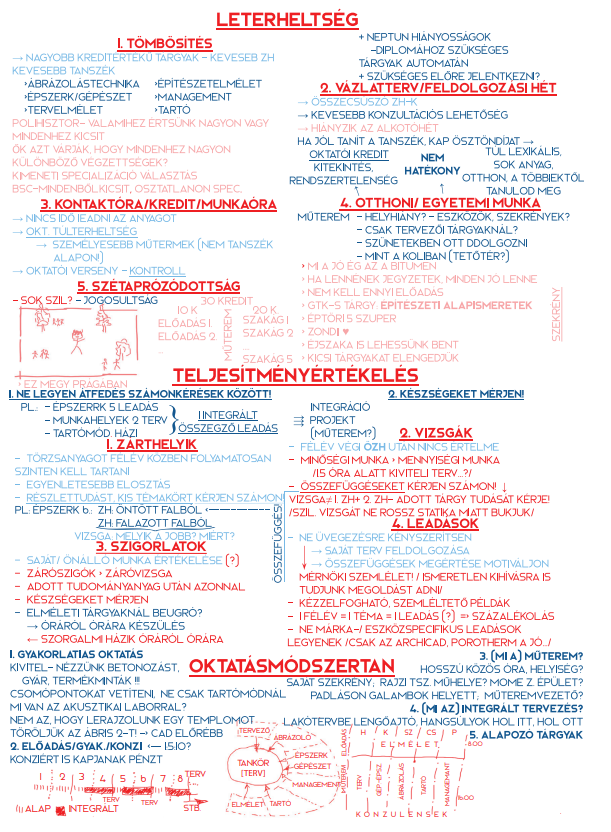 LETERHELTSÉG
1. TÖMBÖSÍTÉS
→ NAGYOBB KREDITÉRTÉKŰ TÁRGYAK – KEVESEB ZH
KEVESEBB TANSZÉK
>ÁBRÁZOLÁSTECHNIKA >ÉPÍTÉSZETELMÉLET
>ÉPSZERK/GÉPÉSZET >MANAGEMENT
>TERVELMÉLET >TARTÓ
POLIHISZTOR– VALAMIHEZ ÉRTSÜNK NAGYON VAGY
MINDENHEZ KICSIT
ŐK AZT VÁRJÁK, HOGY MINDENHEZ NAGYON
KÜLÖNBÖZŐ VÉGZETTSÉGEK?
KIMENETI SPECIALIZÁCIÓ VÁLASZTÁS
BSC–MINDENBŐLKICSIT, OSZTATLANON SPEC.
3. KONTAKTÓRA/KREDIT/MUNKAÓRA
→ NINCS IDŐ LEADNI AZ ANYAGOT
→ OKT. TÚLTERHELTSÉG
→ SZEMÉLYESEBB MŰTERMEK (NEM TANSZÉK
ALAPON!)
→ OKTATÓI VERSENY – KONTROLL
5. SZÉTAPRÓZÓDOTTSÁG
– SOK SZIL? – JOGOSULTSÁG
30 KREDIT
10 K 20 K
ELŐADÁS 1. SZAKÁG 1
ELŐADÁS 2. SZAKÁG 2
...
SZAKÁG 5
MŰTEREM
> EZ MEGY PRÁGÁBAN
+ NEPTUN HIÁNYOSSÁGOK
–DIPLOMÁHOZ SZÜKSÉGES
TÁRGYAK AUTOMATÁN
+ SZÜKSÉGES ELŐRE JELENTKEZNI?
2. VÁZLATTERV/FELDOLGOZÁSI HÉT
→ ÖSSZECSÚSZÓ ZH–K
→ KEVESEBB KONZULTÁCIÓS LEHETŐSÉG
→ HIÁNYZIK AZ ALKOTÓHÉT
HA JÓL TANÍT A TANSZÉK, KAP ÖSZTÖNDÍJAT →
OKTATÓI KREDIT
KITEKINTÉS,
RENDSZERTELENSÉG
NEM
HATÉKONY
TÚL LEXIKÁLIS,
SOK ANYAG,
OTTHON, A TÖBBIEKTŐL
TANULOD MEG
4. OTTHONI/ EGYETEMI MUNKA
MŰTEREM – HELYHIÁNY? – ESZKÖZÖK, SZEKRÉNYEK?
– CSAK TERVEZŐI TÁRGYAKNÁL?
– SZÜNETEKBEN OTT DDOLGOZNI
– MINT A KOLIBAN (TETŐTÉR?)
> MI A JÓ ÉG AZ A BITUMEN
> HA LENNÉNEK JEGYZETEK, MINDEN JÓ LENNE
> NEM KELL ENNYI ELŐADÁS
> GTK–S TÁRGY. ÉPÍTÉSZETI ALAPISMERETEK
> ÉPTÖRI 5 SZUPER
> ZONDI ♥
> ÉJSZAKA IS LEHESSÜNK BENT
> KICSI TÁRGYAKAT ELENGEDJÜK
SZEKRÉNY
TELJESÍTMÉNYÉRTÉKELÉS
1. NE LEGYEN ÁTFEDÉS SZÁMONKÉRÉSEK KÖZÖTT!
PL.: – ÉPSZERRK 5 LEADÁS
– MUNKAHELYEK 2 TERV
– TARTÓMÓD. HÁZI
1 INTEGRÁLT
ÖSSZEGZŐ LEADÁS
2. KÉSZSÉGEKET MÉRJEN!
INTEGRÁCIÓ
PROJEKT
(MŰTEREM?)
1. ZÁRTHELYIK
– TÖRZSANYAGOT FÉLÉV KÖZBEN FOLYAMATOSAN
SZINTEN KELL TARTANI
– EGYENLETESEBB ELOSZTÁS
– RÉSZLETTUDÁST, KIS TÉMAKÖRT KÉRJEN SZÁMON
PL: ÉPSZERK 6.: ZH: ÖNTÖTT FALBÓL
ZH: FALAZOTT FALBÓL
VIZSGA: MELYIK A JOBB? MIÉRT?
ÖSSZEFÜGGÉS!
3. SZIGORLATOK
– SAJÁT/ ÖNÁLLÓ MUNKA ÉRTÉKELÉSE (?)
– ZÁRÓSZIGÓK > ZÁRÓVIZSGA
– ADOTT TUDOMÁNYANYAG UTÁN AZONNAL
– KÉSZSÉGEKET MÉRJEN
– ELMÉLETI TÁRGYAKNÁL BEUGRÓ?
→ ÓRÁRÓL ÓRÁRA KÉSZÜLÉS
← SZORGALMI HÁZIK ÓRÁRÓL ÓRÁRA
2. VIZSGÁK
– FÉLÉV VÉGI ÖZH UTÁN NINCS ÉRTELME
– MINŐSÉGI MUNKA > MENNYISÉGI MUNKA
/15 ÓRA ALATT KIVITELI TERV...?/
– ÖSSZEFÜGGÉSEKET KÉRJEN SZÁMON! ↓
VIZSGA≠ 1. ZH+ 2. ZH– ADOTT TÁRGY TUDÁSÁT KÉRJE!
/SZIL. VIZSGÁT NE ROSSZ STATIKA MIATT BUKJUK/
4. LEADÁSOK
– NE ÜVEGEZÉSRE KÉNYSZERÍTSEN
→ SAJÁT TERV FELDOLGOZÁSA
→ ÖSSZEFÜGGÉSEK MEGÉRTÉSE MOTIVÁLJON
MÉRNÖKI SZEMLÉLET! / ISMERETLEN KIHÍVÁSRA IS
TUDJUNK MEGOLDÁST ADNI/
– KÉZZELFOGHATÓ, SZEMLÉLTETŐ PÉLDÁK
– 1 FÉLÉV = 1 TÉMA = 1 LEADÁS (?) => SZÁZALÉKOLÁS
– NE MÁRKA–/ ESZKÖZSPECIFIKUS LEADÁSOK
LEGYENEK /CSAK AZ ARCHICAD, POROTHERM A JÓ../
OKTATÁSMÓDSZERTAN
1. GYAKORLATIAS OKTATÁS
KIVITEL– NÉZZÜNK BETONOZÁST,
GYÁR, TERMÉKMINTÁK !!!
CSOMÓPONTOKAT VETÍTENI, NE CSAK TARTÓMÓDNÁL
MI VAN AZ AKUSZTIKAI LABORRAL?
NEM AZ, HOGY LERAJZOLUNK EGY TEMPLOMOT
TÖRÖLJÜK AZ ÁBRIS 2–T! → CAD ELŐRÉBB
2. ELŐADÁS/GYAK./KONZI <— 15.10?
KONZIÉRT IS KAPJANAK PÉNZT
1 2 3 4 5 6 7 8
TERV
TERV
TERV
STB.
ALAP INTEGRÁLT
3. (MI A) MŰTEREM?
HOSSZÚ KÖZÖS ÓRA, HELYISÉG?
SAJÁT SZEKRÉNY; RAJZI TSZ. MŰHELY? MOME Z ÉPÜLET?
PADLÁSON GALAMBOK HELYETT; MŰTEREMVEZETŐ?
4. (MI AZ) INTEGRÁLT TERVEZÉS?
LAKÓTERVBE LENGŐAJTÓ, HANGSÚLYOK HOL ITT, HOL OTT
5. ALAPOZÓ TÁRGYAK
TERVEZŐ
ÁBRÁZOLÓ
TANKÖR
(TERV)
ÉPSZERK
GÉPÉSZET
MANAGEMENT
ELMÉLET
TARTÓ
ELŐADÁS
MŰTEREM
H K SZ CS P
ELMÉLET
8:00
TERV
GÉP–ÉPSZ
ÁBRÁZOLÁS
TARTÓ
MANAGEMENT
16:00
KONZULENSEK